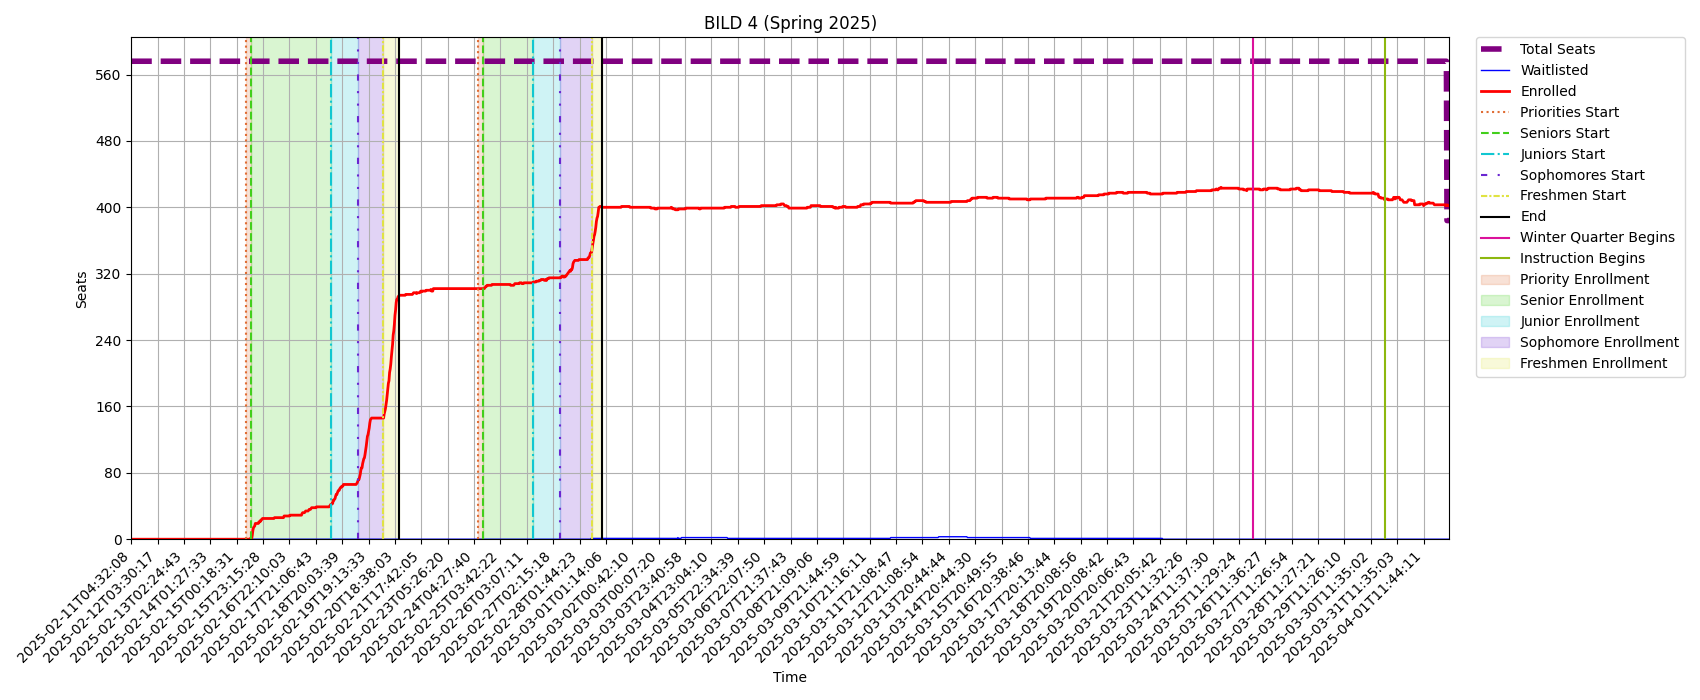 BILD 4 (Spring 2025)
Total Seats
Waitlisted
Enrolled
Priorities Start
Seniors Start
Juniors Start
Sophomores Start
Freshmen Start
End
Winter Quarter Begins
Instruction Begins
Priority Enrollment
Senior Enrollment
Junior Enrollment
Sophomore Enrollment
Freshmen Enrollment
Seats
560
480
400
320
240
160
80
0
2025-02-11T04:32:08
2025-02-12T03:30:17
2025-02-13T02:24:43
2025-02-14T01:27:33
2025-02-15T00:18:31
2025-02-15T23:15:28
2025-02-16T22:10:03
2025-02-17T21:06:43
2025-02-18T20:03:39
2025-02-19T19:13:33
2025-02-20T18:38:03
2025-02-21T17:42:05
2025-02-23T05:26:20
2025-02-24T04:27:40
2025-02-25T03:42:22
2025-02-26T03:07:11
2025-02-27T02:15:18
2025-02-28T01:44:23
2025-03-01T01:14:06
2025-03-02T00:42:10
2025-03-03T00:07:20
2025-03-03T23:40:58
2025-03-04T23:04:10
2025-03-05T22:34:39
2025-03-06T22:07:50
2025-03-07T21:37:43
2025-03-08T21:09:06
2025-03-09T21:44:59
2025-03-10T21:16:11
2025-03-11T21:08:47
2025-03-12T21:08:54
2025-03-13T20:44:44
2025-03-14T20:44:30
2025-03-15T20:49:55
2025-03-16T20:38:46
2025-03-17T20:13:44
2025-03-18T20:08:56
2025-03-19T20:08:42
2025-03-20T20:06:43
2025-03-21T20:05:42
2025-03-23T11:32:26
2025-03-24T11:37:30
2025-03-25T11:29:24
2025-03-26T11:36:27
2025-03-27T11:26:54
2025-03-28T11:27:21
2025-03-29T11:26:10
2025-03-30T11:35:02
2025-03-31T11:35:03
2025-04-01T11:44:11
Time